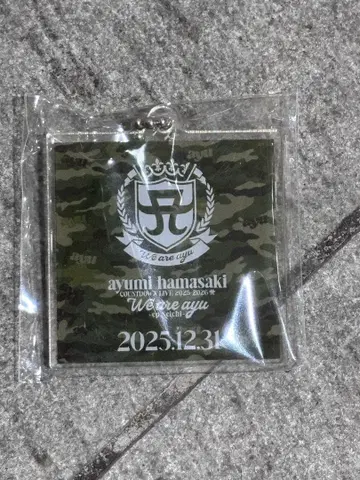 We are ayu
ayumi hamasaki
COUNTDOWN LIVE 2025-2026
We are ayu
2025.12.31